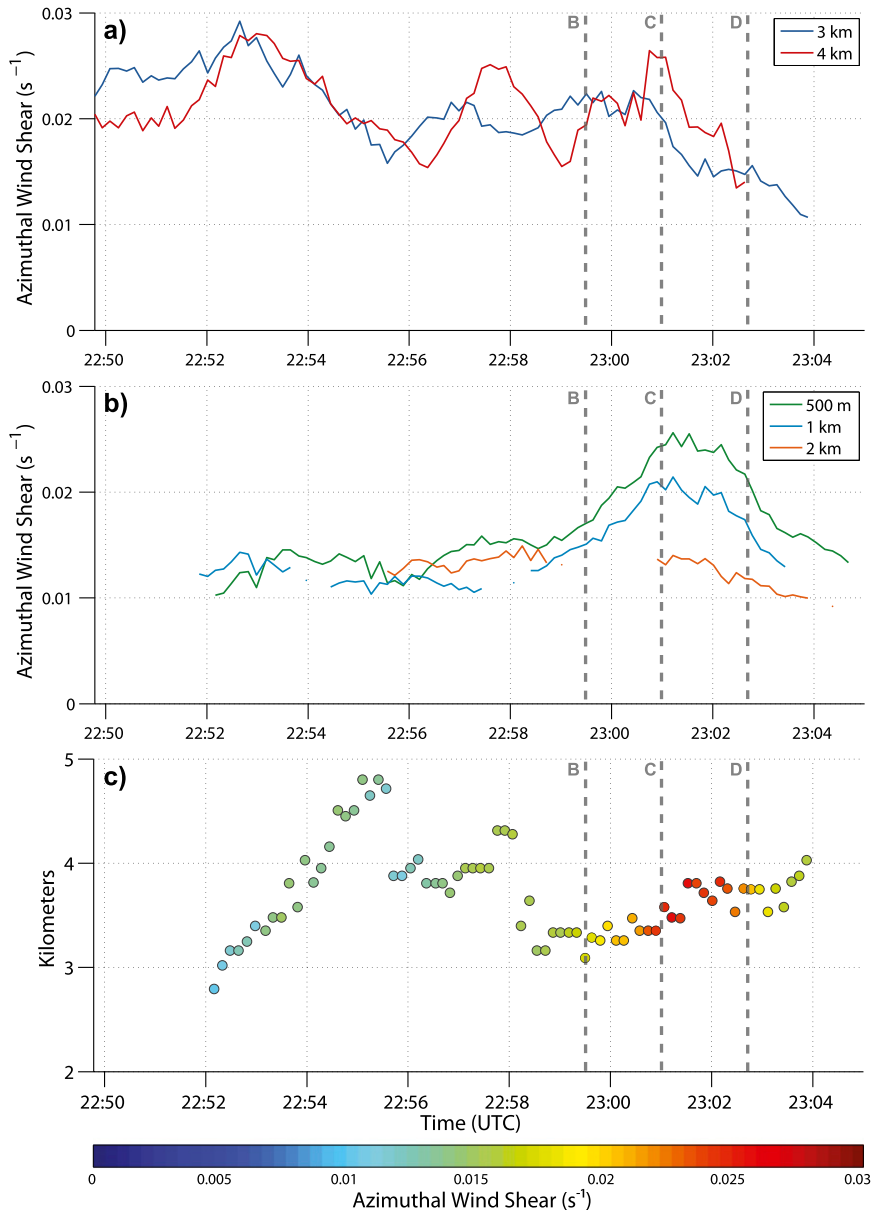 a)
B
C
D
3 km
4 km
Azimuthal Wind Shear (s −1)
0.03
0.02
0.01
0
22:50 22:52 22:54 22:56 22:58 23:00 23:02 23:04
b)
B
C
D
500 m
1 km
2 km
Azimuthal Wind Shear (s −1)
0.03
0.02
0.01
0
22:50 22:52 22:54 22:56 22:58 23:00 23:02 23:04
c)
B
C
D
Kilometers
5
4
3
2
22:50 22:52 22:54 22:56 22:58 23:00 23:02 23:04
Time (UTC)
0 0.005 0.01 0.015 0.02 0.025 0.03
Azimuthal Wind Shear (s-1)